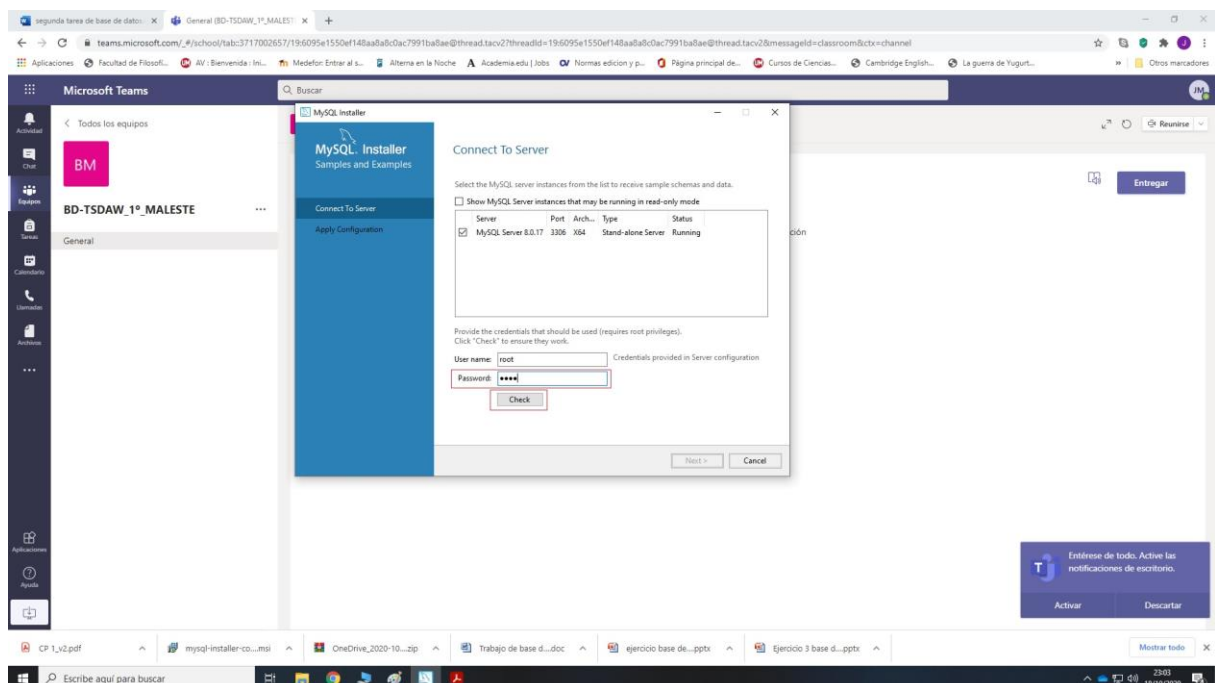 segunda tarea de base de datos
General (BD-TSDAW_1º_MALEST
teams.microsoft.com/_#/school/tab::3717002657/19:6095e1550ef148aa8a8c0ac7991ba8ae@thread.tacv2?threadId=19:6095e1550ef148aa8a8c0ac7991ba8ae@thread.tacv2&messageId=classroom&ctx=channel
Aplicaciones
Facultad de Filosofí...
AV : Bienvenida : Ini...
Medefor: Entrar al s...
Alterna en la Noche
Academia.edu | Jobs
Normas edicion y p...
Página principal de...
Cursos de Ciencias...
Cambridge English...
La guerra de Yugurt...
»
Otros marcadores
Microsoft Teams
Buscar
JM
Actividad
Chat
Equipos
Tareas
Calendario
Llamadas
Archivos
...
Aplicaciones
Ayuda
Todos los equipos
BM
BD-TSDAW_1º_MALESTE
...
General
Reunirse
Entregar
ción
MySQL Installer
MySQL. Installer
Samples and Examples
Connect To Server
Apply Configuration
Connect To Server
Select the MySQL server instances from the list to receive sample schemas and data.
Show MySQL Server instances that may be running in read-only mode
Server Port Arch... Type Status
MySQL Server 8.0.17 3306 X64 Stand-alone Server Running
Provide the credentials that should be used (requires root privileges).
Click "Check" to ensure they work.
User name: root Credentials provided in Server configuration
Password: ••••
Check
Next > Cancel
Entérese de todo. Active las
notificaciones de escritorio.
Activar Descartar
CP 1_v2.pdf
mysql-installer-co....msi
OneDrive_2020-10....zip
Trabajo de base d...doc
ejercicio base de...pptx
Ejercicio 3 base d...pptx
Mostrar todo
Escribe aquí para buscar
23:03